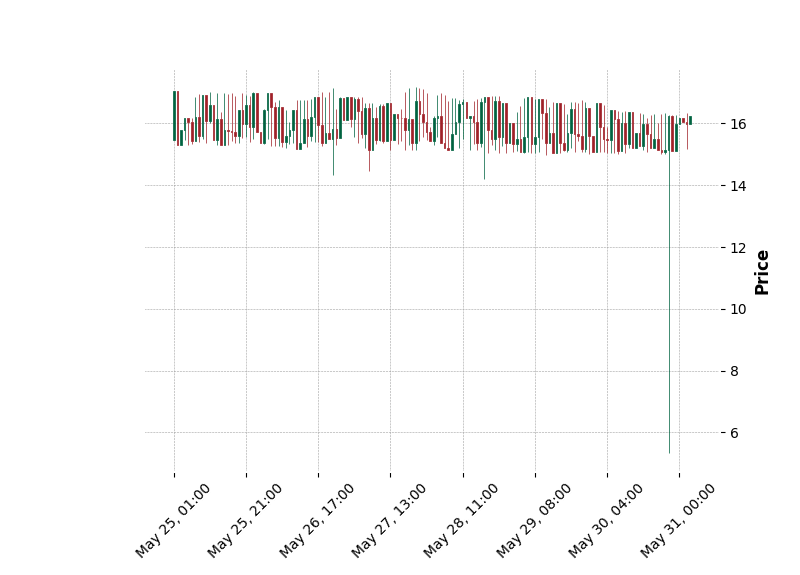 16
14
12
10
8
6
Price
May 25, 01:00
May 25, 21:00
May 26, 17:00
May 27, 13:00
May 28, 11:00
May 29, 08:00
May 30, 04:00
May 31, 00:00